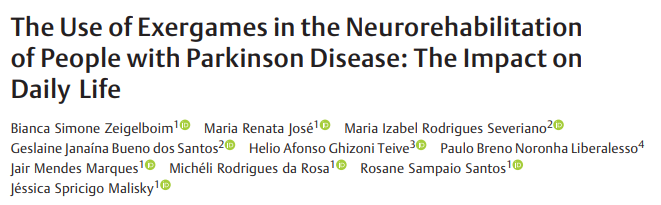 The Use of Exergames in the Neurorehabilitation
of People with Parkinson Disease: The Impact on
Daily Life
Bianca Simone Zeigelboim1 Maria Renata José1 Maria Izabel Rodrigues Severiano2
Geslaine Janaína Bueno dos Santos2 Helio Afonso Ghizoni Teive3 Paulo Breno Noronha Liberalesso4
Jair Mendes Marques1 Michéli Rodrigues da Rosa1 Rosane Sampaio Santos1
Jéssica Spricigo Malisky1